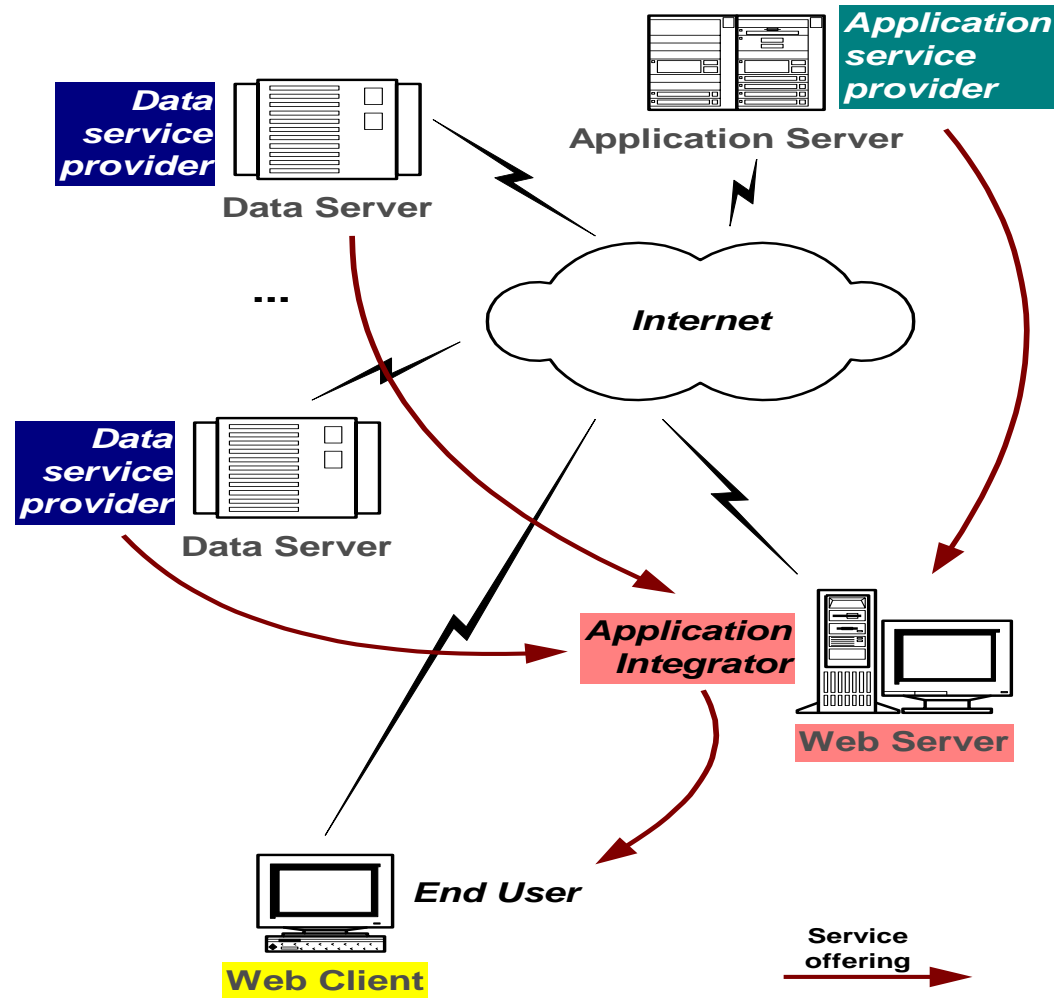 Application
service
provider
Application Server
Data
service
provider
Data Server
...
Internet
Data
service
provider
Data Server
Application
Integrator
Web Server
End User
Web Client
Service
offering